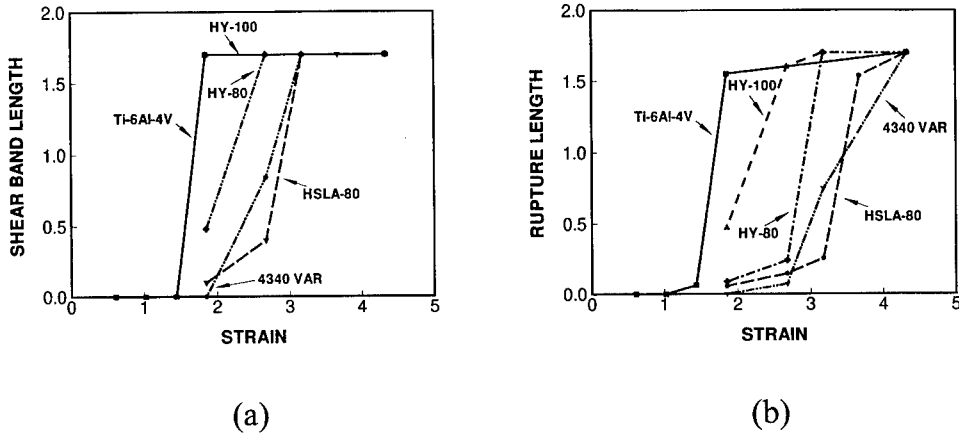 SHEAR BAND LENGTH
2.0
1.5
1.0
0.5
0.0
0 1 2 3 4 5
STRAIN
HY-100
HY-80
Ti-6Al-4V
HSLA-80
4340 VAR
(a)
RUPTURE LENGTH
2.0
1.5
1.0
0.5
0.0
0 1 2 3 4 5
STRAIN
HY-100
Ti-6Al-4V
4340 VAR
HSLA-80
HY-80
(b)